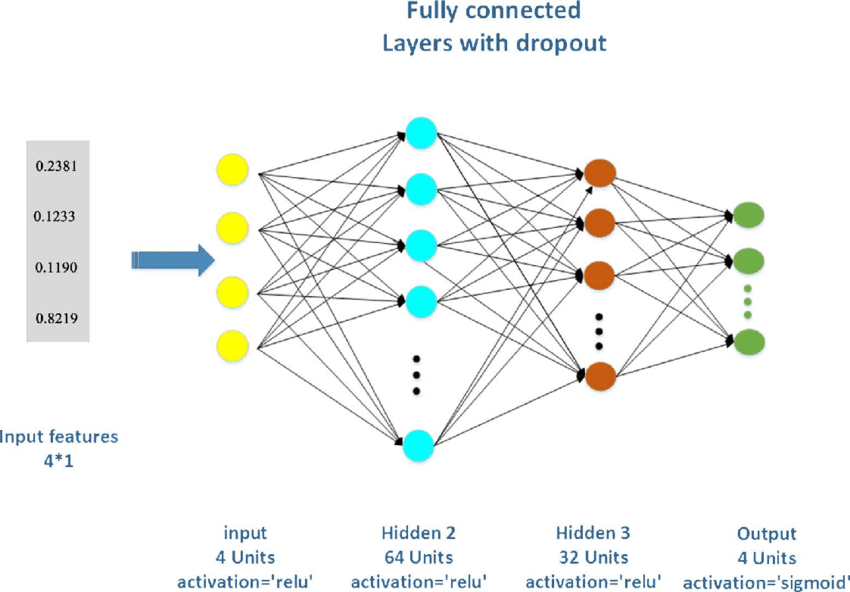 Fully connected
Layers with dropout
0.2381
0.1233
0.1190
0.8219
Input features
4*1
input
4 Units
activation='relu'
Hidden 2
64 Units
activation='relu'
Hidden 3
32 Units
activation='relu'
Output
4 Units
activation='sigmoid'